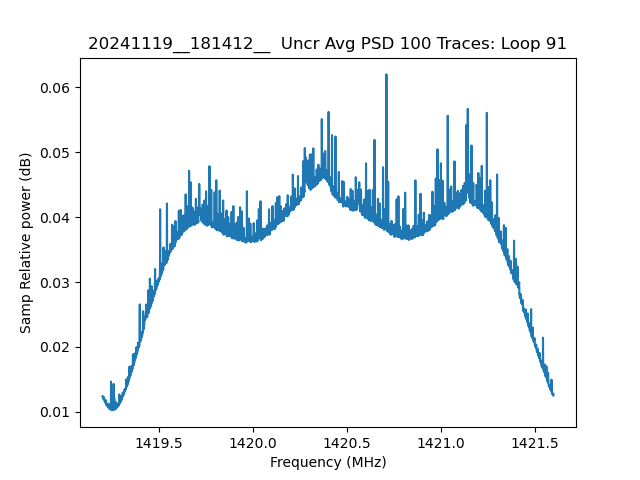 20241119__181412__  Uncr Avg PSD 100 Traces: Loop 91
Samp Relative power (dB)
0.06
0.05
0.04
0.03
0.02
0.01
1419.5 1420.0 1420.5 1421.0 1421.5
Frequency (MHz)